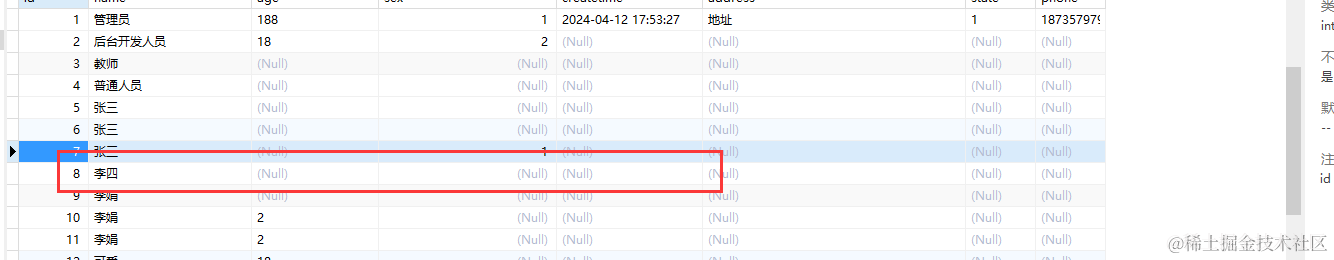 id name age sex createtime address state phone
1 管理员 188 1 2024-04-12 17:53:27 地址 1 187357979
2 后台开发人员 18 2 (Null) (Null) (Null) (Null)
3 教师 (Null) (Null) (Null) (Null) (Null) (Null)
4 普通人员 (Null) (Null) (Null) (Null) (Null) (Null)
5 张三 (Null) (Null) (Null) (Null) (Null) (Null)
6 张三 (Null) (Null) (Null) (Null) (Null) (Null)
7 张三 (Null) 1 (Null) (Null) (Null) (Null)
8 李四 (Null) (Null) (Null) (Null) (Null) (Null)
9 李娟 (Null) (Null) (Null) (Null) (Null) (Null)
10 李娟 2 (Null) (Null) (Null) (Null) (Null)
11 李娟 2 (Null) (Null) (Null) (Null) (Null)
12 可爱 18 (Null) (Null) (Null) (Null) (Null)
类
int
不
是
默
--
注
id
@稀土掘金技术社区